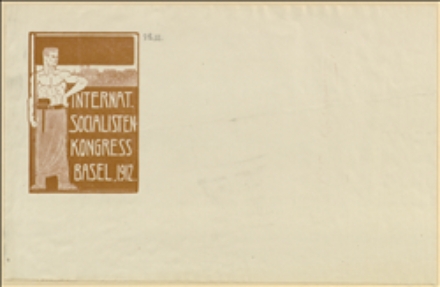 INTERNAT.
SOCIALISTEN-
KONGRESS
BASEL, 1912.